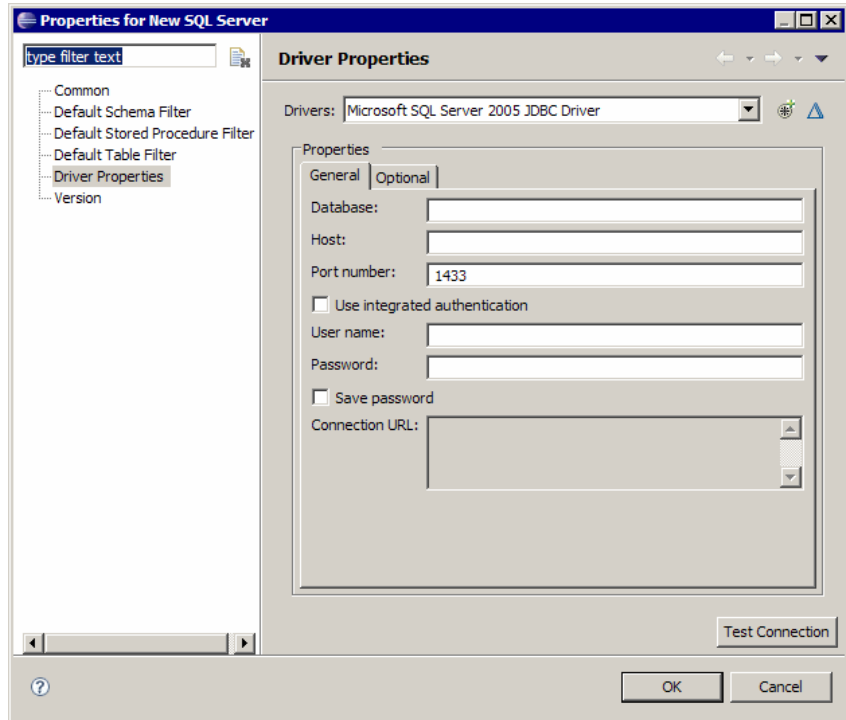 Properties for New SQL Server
type filter text
Common
Default Schema Filter
Default Stored Procedure Filter
Default Table Filter
Driver Properties
Version
Driver Properties
Drivers: Microsoft SQL Server 2005 JDBC Driver
Properties
General Optional
Database:
Host:
Port number: 1433
Use integrated authentication
User name:
Password:
Save password
Connection URL:
Test Connection
OK Cancel